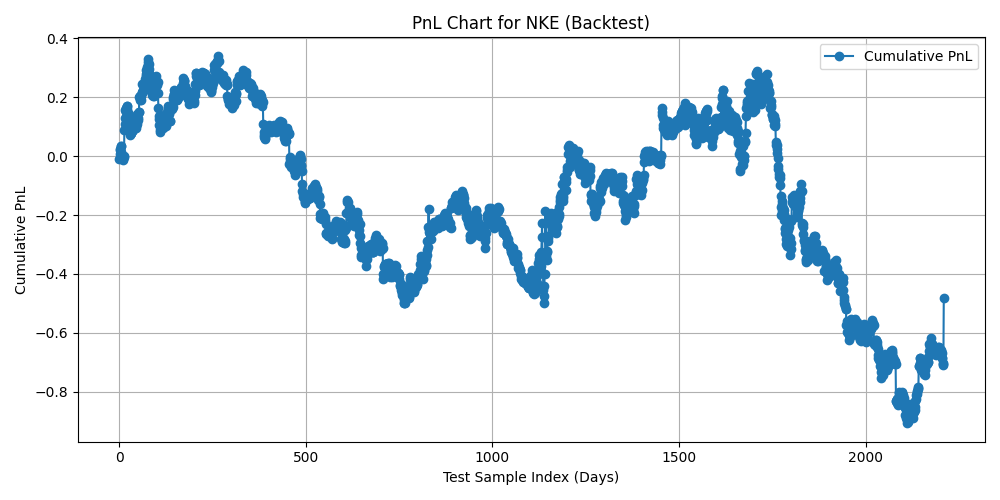 PnL Chart for NKE (Backtest)
Cumulative PnL
0.4
0.2
0.0
−0.2
−0.4
−0.6
−0.8
Cumulative PnL
0 500 1000 1500 2000
Test Sample Index (Days)